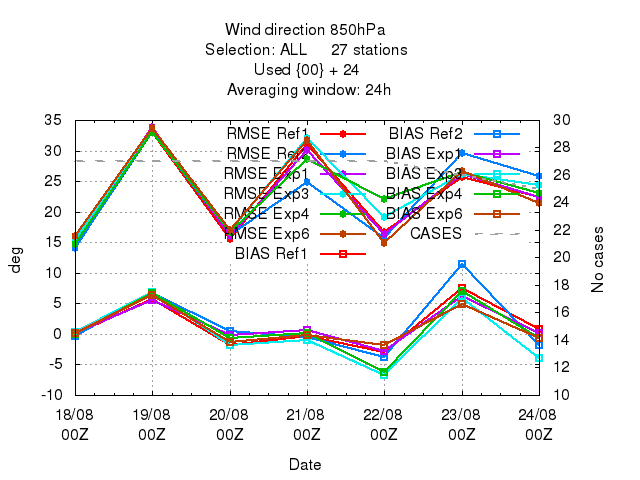 Wind direction 850hPa
Selection: ALL 27 stations
Used {00} + 24
Averaging window: 24h
35
30
25
20
15
10
5
0
-5
-10
deg
30
28
26
24
22
20
18
16
14
12
10
No cases
RMSE Ref1
RMSE Ref2
RMSE Exp1
RMSE Exp3
RMSE Exp4
RMSE Exp6
BIAS Ref1
BIAS Ref2
BIAS Exp1
BIAS Exp3
BIAS Exp4
BIAS Exp6
CASES
18/08 19/08 20/08 21/08 22/08 23/08 24/08
00Z 00Z 00Z 00Z 00Z 00Z 00Z
Date